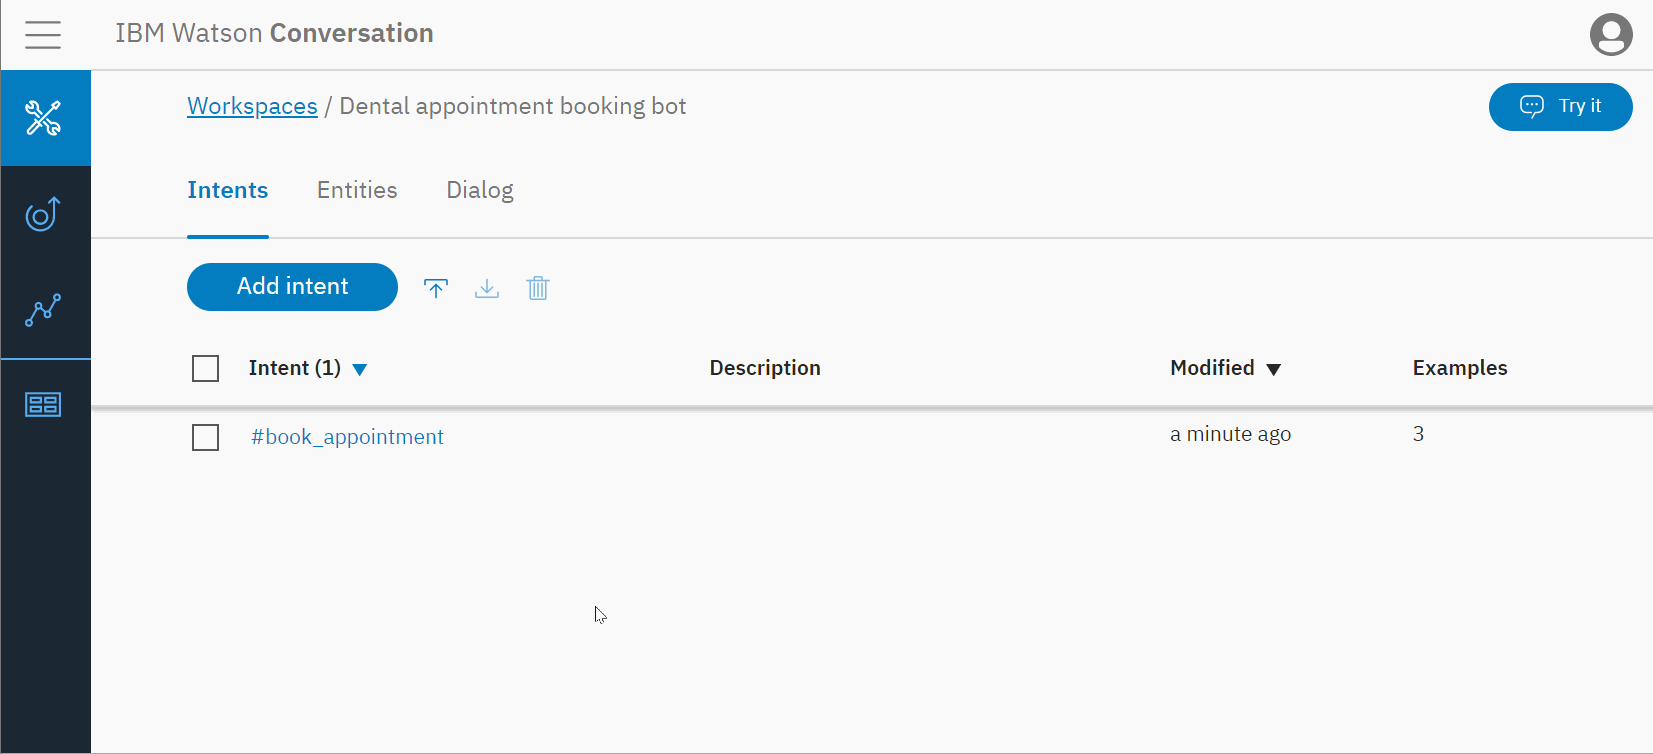 IBM Watson Conversation
Workspaces / Dental appointment booking bot
Try it
Intents Entities Dialog
Add intent
Intent (1) Description Modified Examples
#book_appointment a minute ago 3